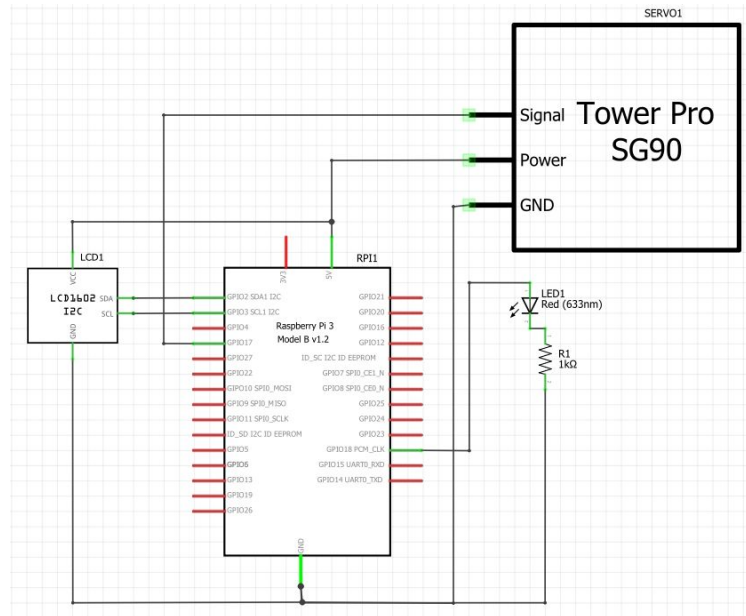 SERVO1
Signal
Tower Pro
SG90
Power
GND
LCD1
VCC
LCD1602
I2C
SDA
SCL
GND
RPI1
3V3
5V
Raspberry Pi 3
Model B v1.2
GPIO2 SDA1 I2C
GPIO3 SCL1 I2C
GPIO4
GPIO17
GPIO27
GPIO22
GIPO10 SPI0_MOSI
GPIO9 SPI0_MISO
GPIO11 SPI0_SCLK
ID_SD I2C ID EEPROM
GPIO5
GPIO6
GPIO13
GPIO19
GPIO26
GPIO21
GPIO20
GPIO16
GPIO12
ID_SC I2C ID EEPROM
GPIO7 SPI0_CE1_N
GPIO8 SPI0_CE0_N
GPIO25
GPIO24
GPIO23
GPIO18 PCM_CLK
GPIO15 UART0_RXD
GPIO14 UART0_TXD
GND
LED1
Red (633nm)
R1
1kΩ